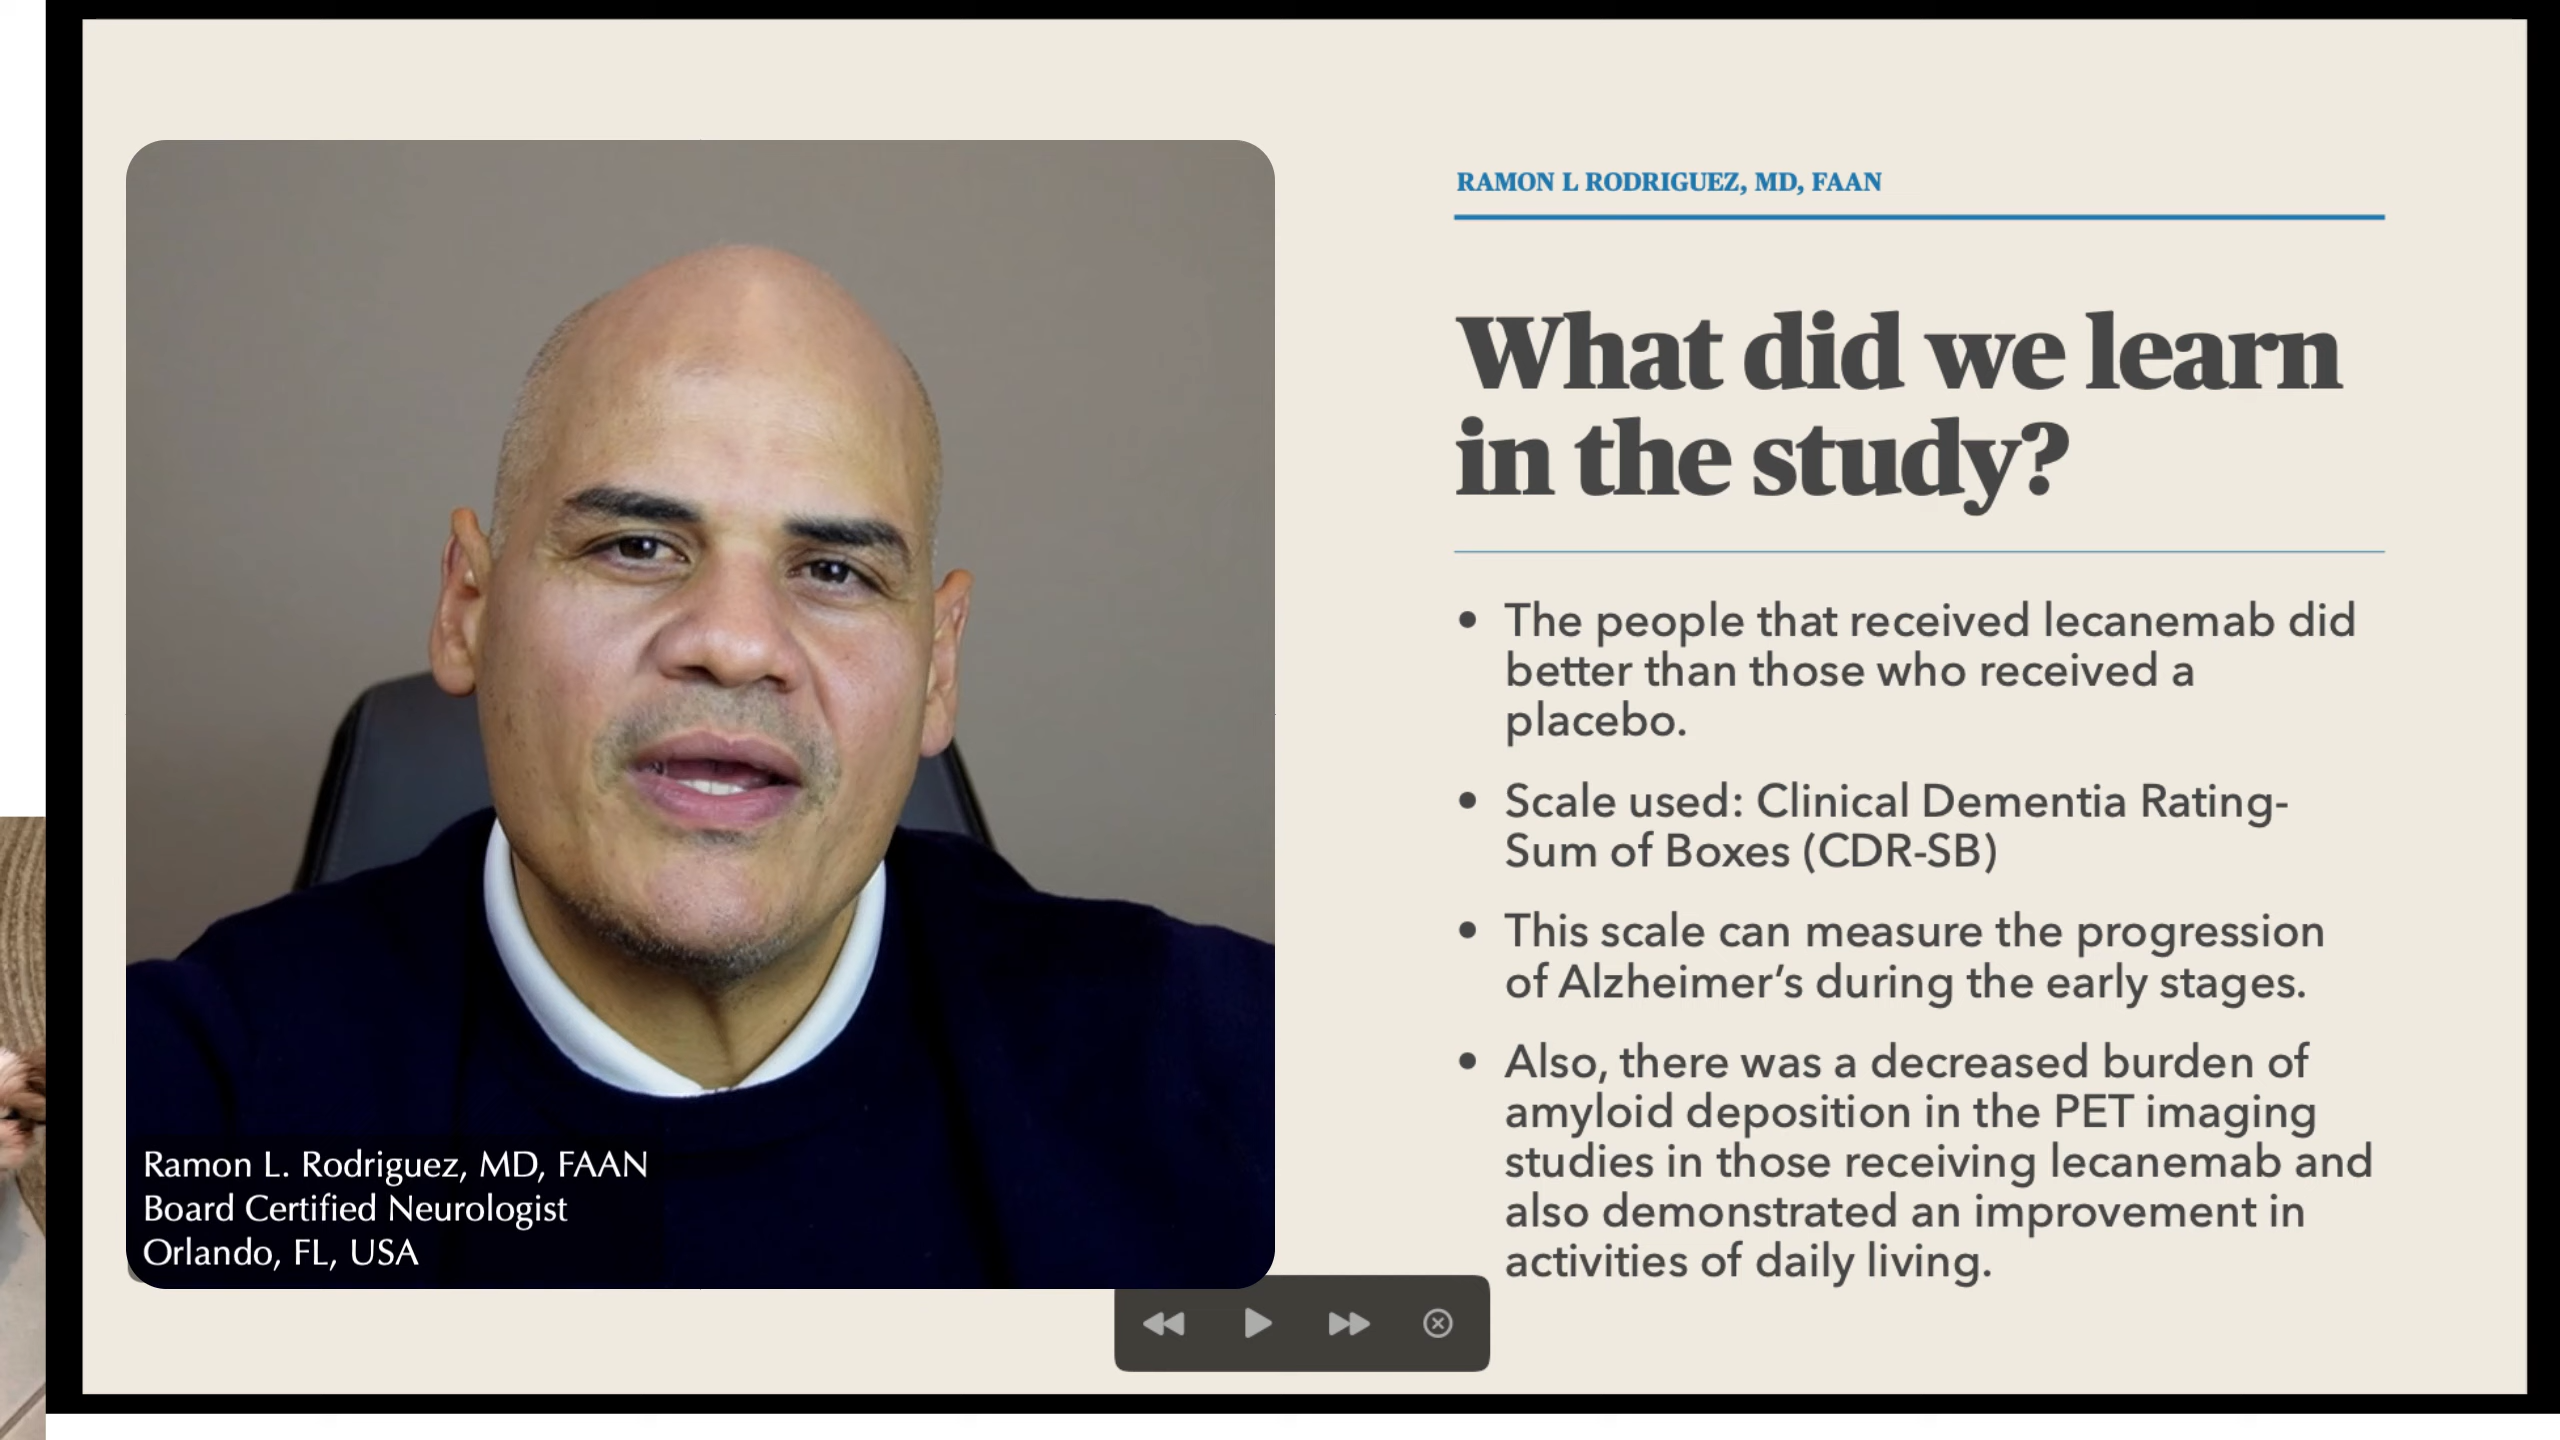 RAMON L RODRIGUEZ, MD, FAAN
What did we learn
in the study?
• The people that received lecanemab did
better than those who received a
placebo.
• Scale used: Clinical Dementia Rating-
Sum of Boxes (CDR-SB)
• This scale can measure the progression
of Alzheimer’s during the early stages.
• Also, there was a decreased burden of
amyloid deposition in the PET imaging
studies in those receiving lecanemab and
also demonstrated an improvement in
activities of daily living.
Ramon L. Rodriguez, MD, FAAN
Board Certified Neurologist
Orlando, FL, USA